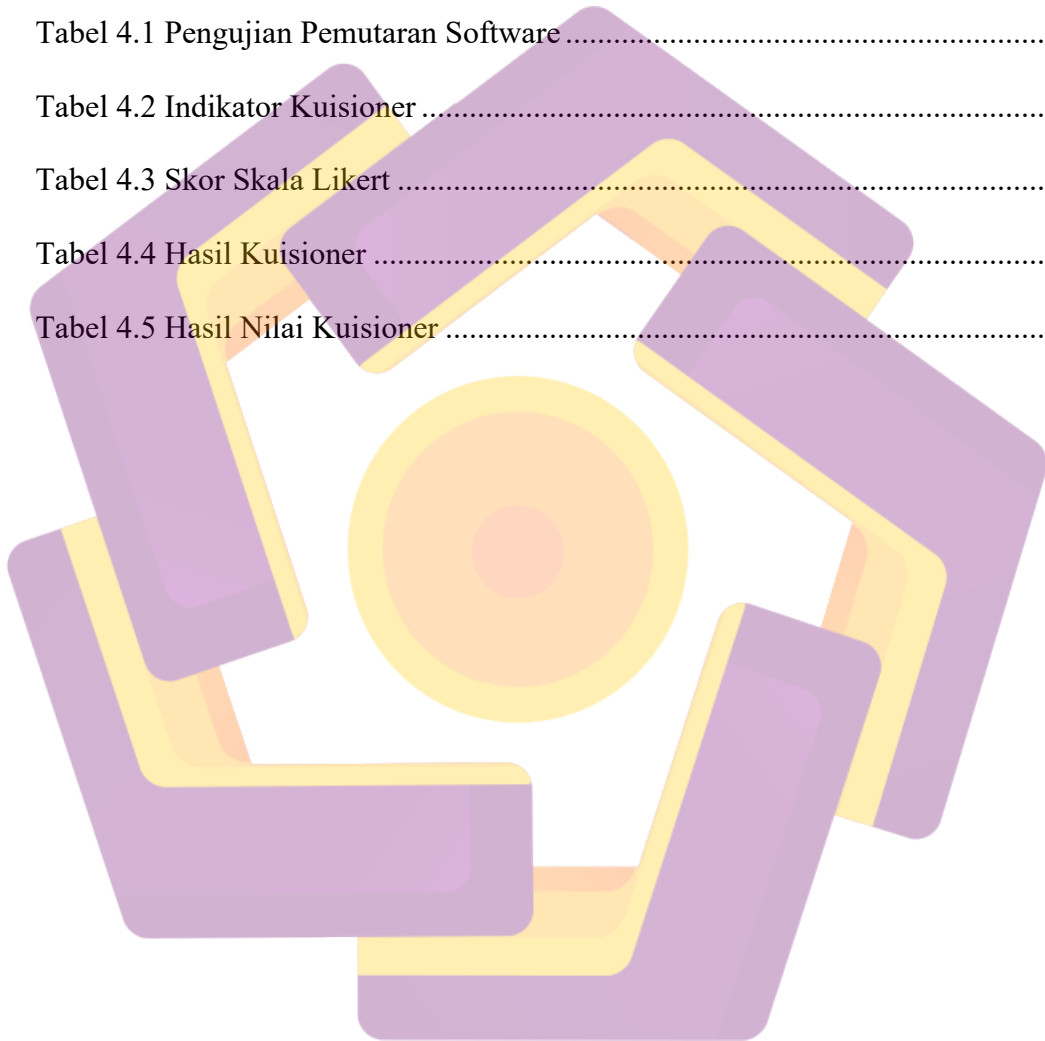 Tabel 4.1 Pengujian Pemutaran Software ........................................................
Tabel 4.2 Indikator Kuisioner ..........................................................................
Tabel 4.3 Skor Skala Likert .............................................................................
Tabel 4.4 Hasil Kuisioner ................................................................................
Tabel 4.5 Hasil Nilai Kuisioner .......................................................................